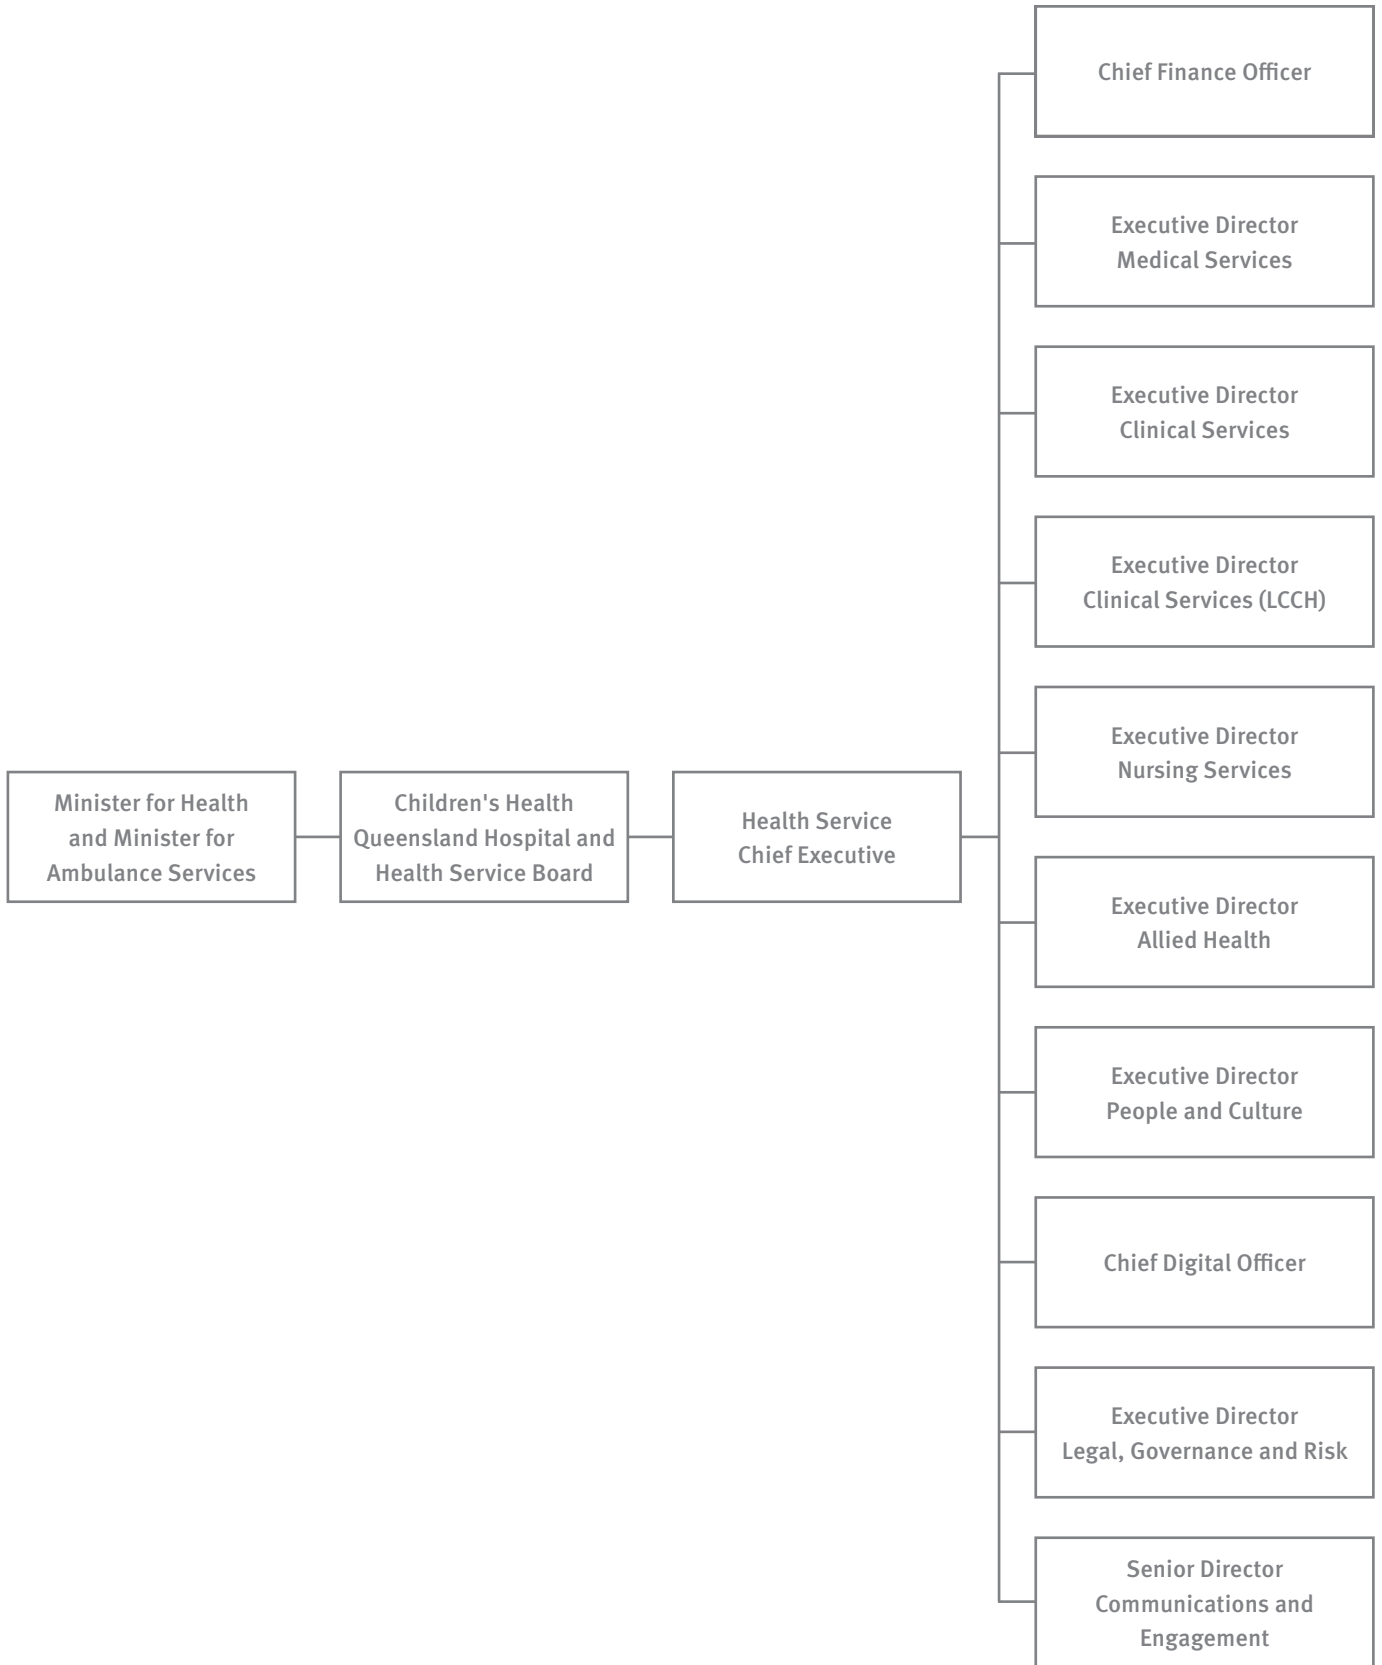 Minister for Health
and Minister for
Ambulance Services
Children's Health
Queensland Hospital and
Health Service Board
Health Service
Chief Executive
Chief Finance Officer
Executive Director
Medical Services
Executive Director
Clinical Services
Executive Director
Clinical Services (LCCH)
Executive Director
Nursing Services
Executive Director
Allied Health
Executive Director
People and Culture
Chief Digital Officer
Executive Director
Legal, Governance and Risk
Senior Director
Communications and
Engagement